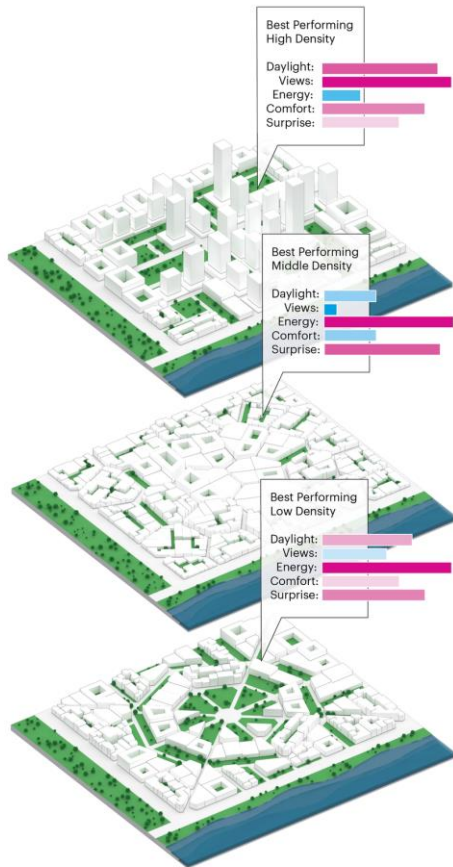 Best Performing
High Density
Daylight:
Views:
Energy:
Comfort:
Surprise:
Best Performing
Middle Density
Daylight:
Views:
Energy:
Comfort:
Surprise:
Best Performing
Low Density
Daylight:
Views:
Energy:
Comfort:
Surprise: